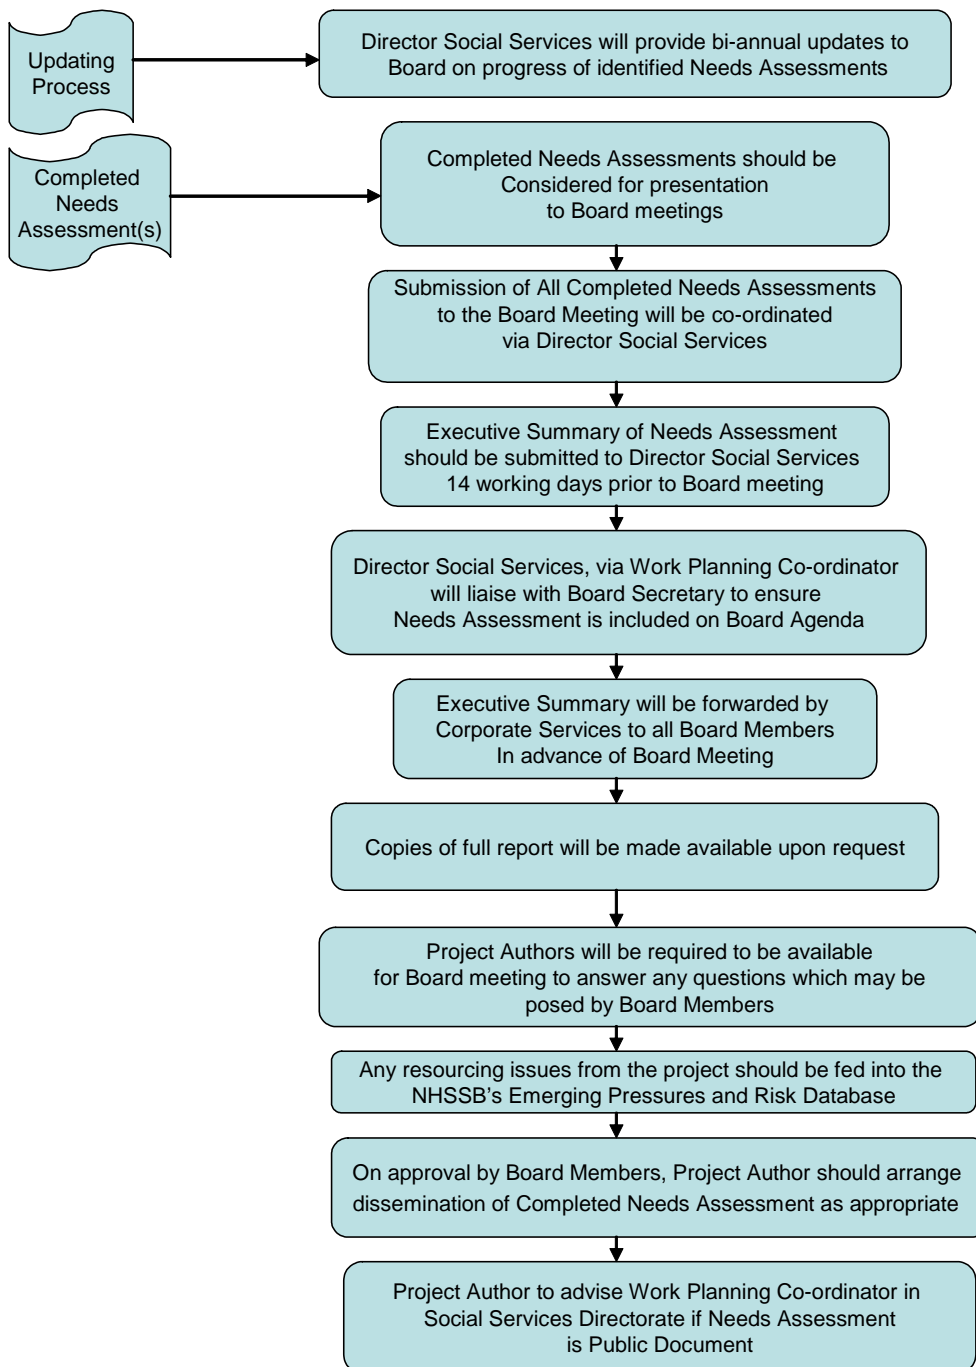 Updating
Process
Director Social Services will provide bi-annual updates to
Board on progress of identified Needs Assessments
Completed
Needs
Assessment(s)
Completed Needs Assessments should be
Considered for presentation
to Board meetings
Submission of All Completed Needs Assessments
to the Board Meeting will be co-ordinated
via Director Social Services
Executive Summary of Needs Assessment
should be submitted to Director Social Services
14 working days prior to Board meeting
Director Social Services, via Work Planning Co-ordinator
will liaise with Board Secretary to ensure
Needs Assessment is included on Board Agenda
Executive Summary will be forwarded by
Corporate Services to all Board Members
In advance of Board Meeting
Copies of full report will be made available upon request
Project Authors will be required to be available
for Board meeting to answer any questions which may be
posed by Board Members
Any resourcing issues from the project should be fed into the
NHSSB's Emerging Pressures and Risk Database
On approval by Board Members, Project Author should arrange
dissemination of Completed Needs Assessment as appropriate
Project Author to advise Work Planning Co-ordinator in
Social Services Directorate if Needs Assessment
is Public Document